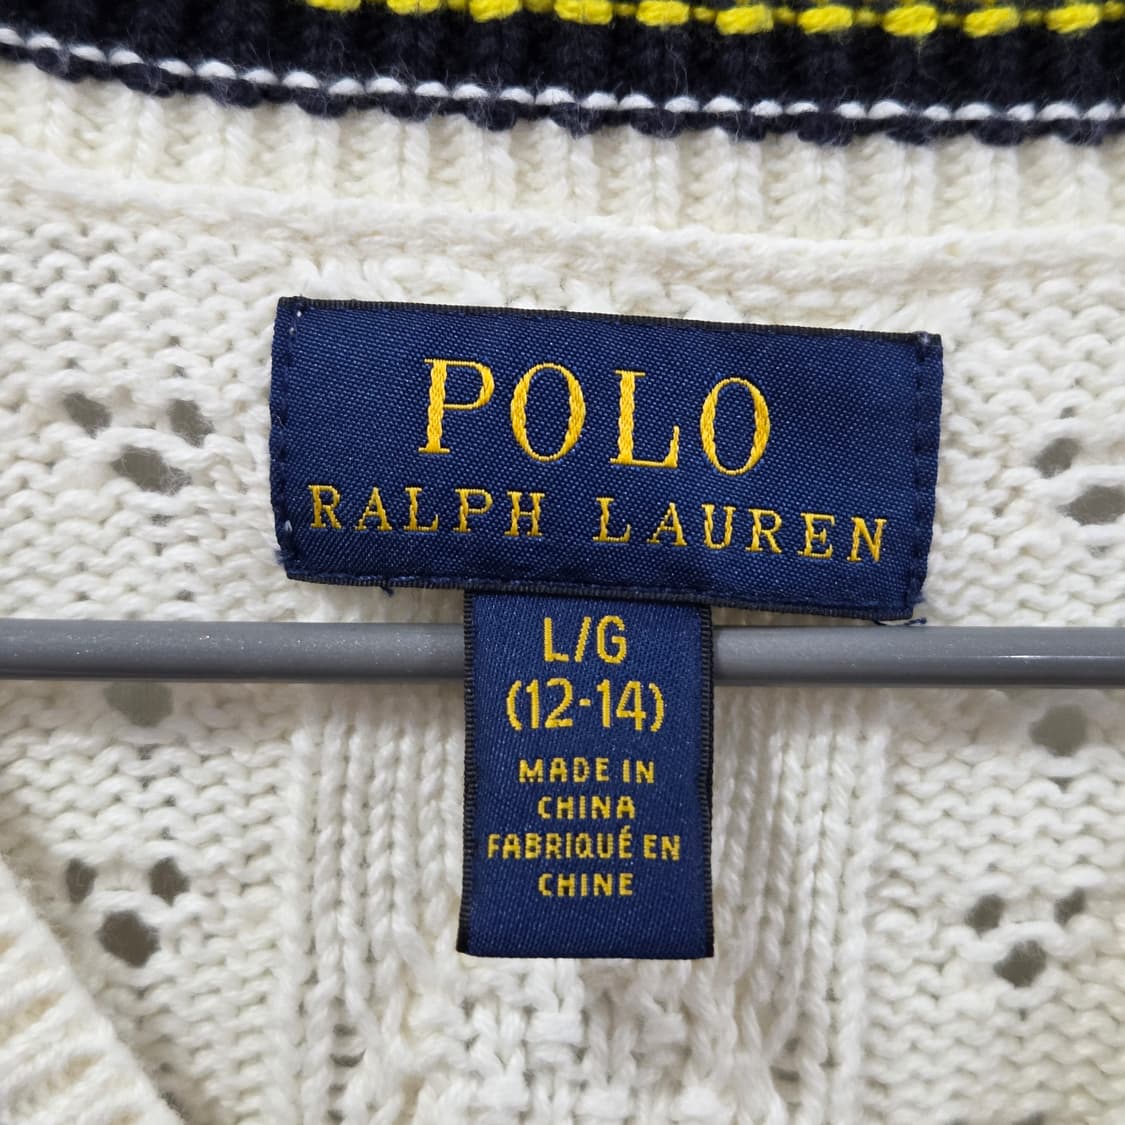 POLO
RALPH LAUREN
L/G
(12-14)
MADE IN
CHINA
FABRIQUÉ EN
CHINE